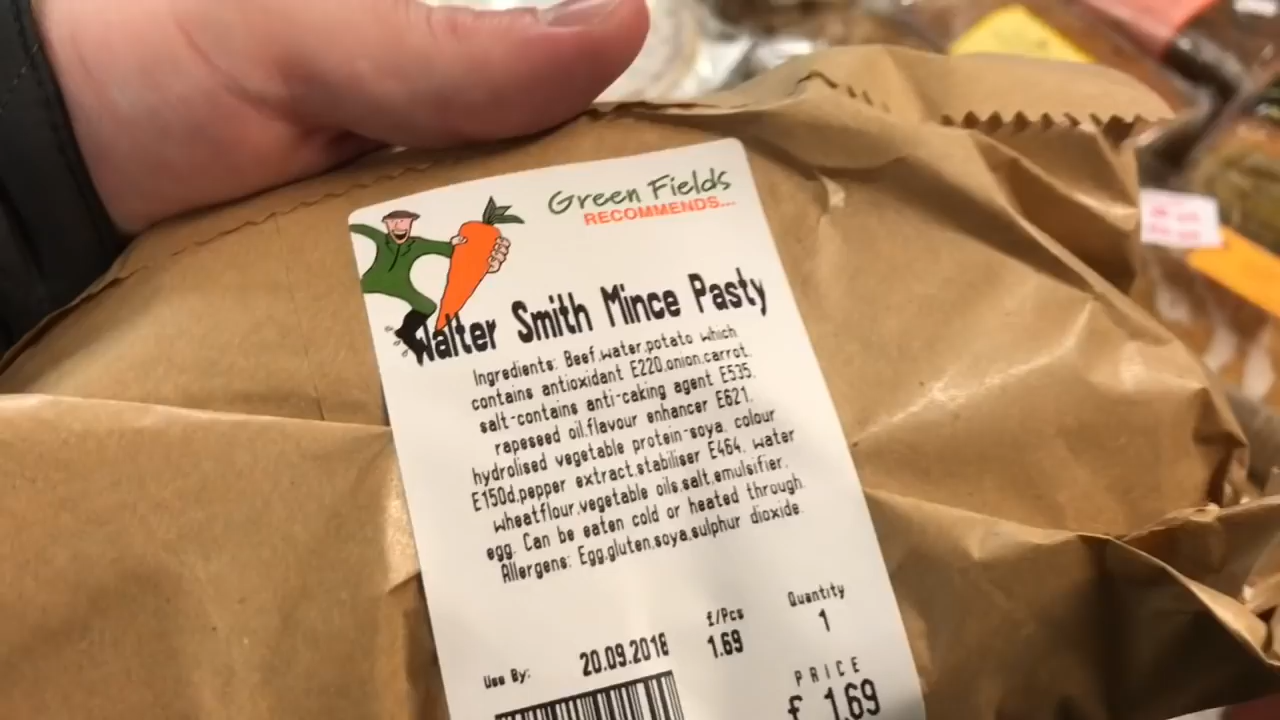 Green Fields
RECOMMENDS...
Walter Smith Mince Pasty
Ingredients: Beef,water,potato which
contains antioxidant E220,onion,carrot,
salt-contains anti-caking agent E535,
rapeseed oil,flavour enhancer E621,
hydrolised vegetable protein-soya, colour
E150d,pepper extract,stabiliser E464, water
wheatflour,vegetable oils,salt,emulsifier,
egg. Can be eaten cold or heated through.
Allergens: Egg,gluten,soya,sulphur dioxide.
£/Pcs Quantity
Use By: 20.09.2018 1.69 1
PRICE
£ 1.69